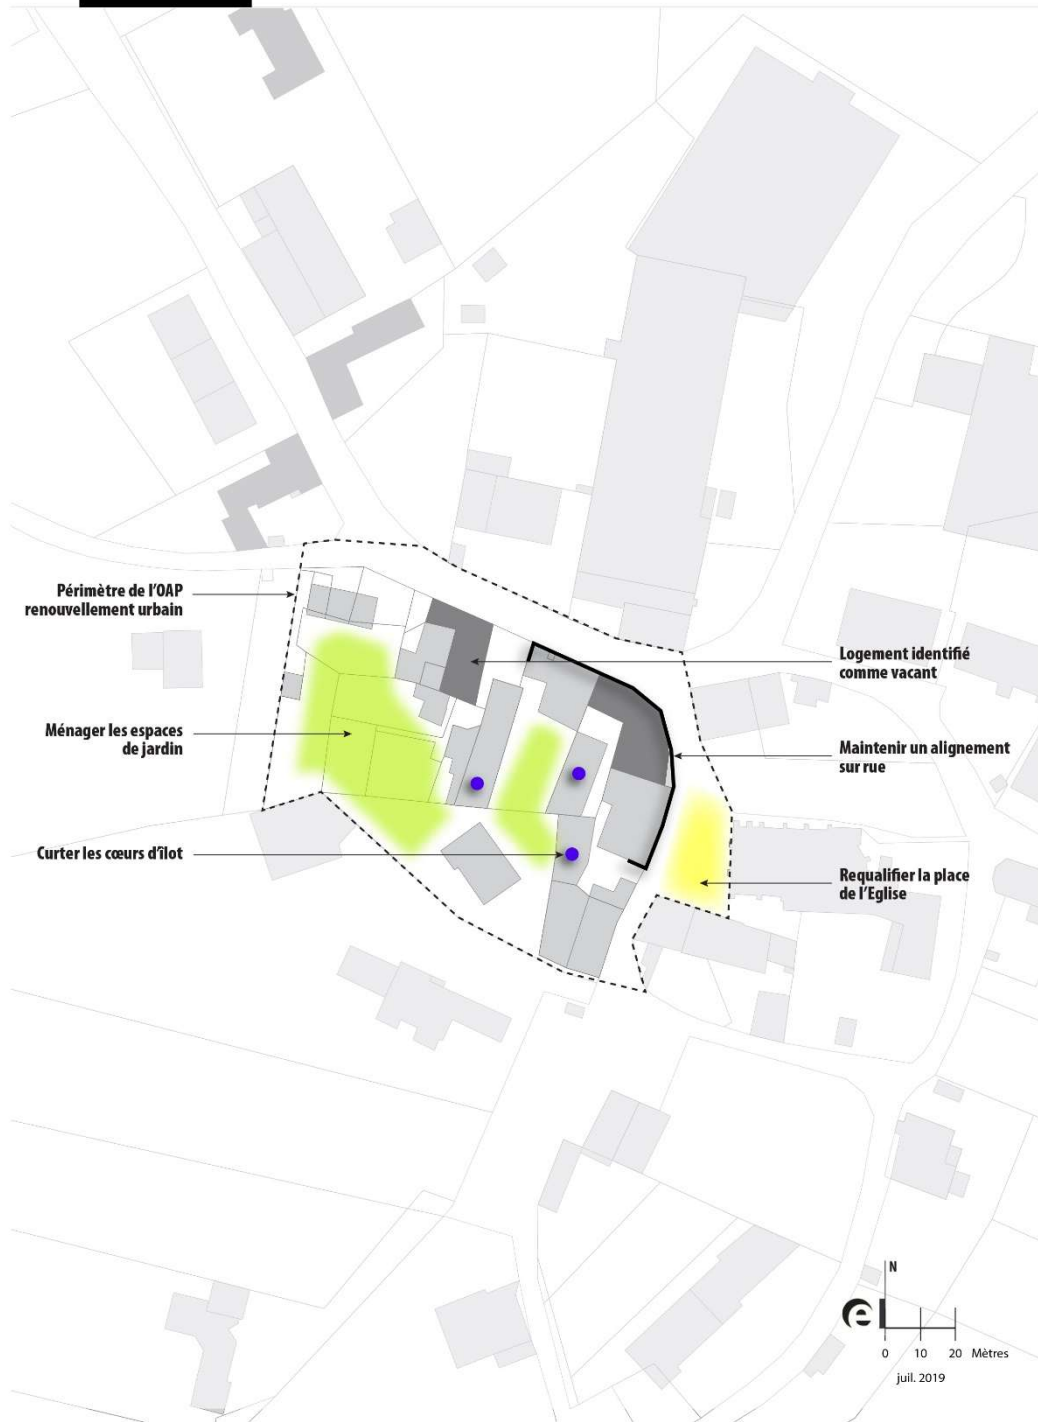 Périmètre de l'OAP
renouvellement urbain
Logement identifié
comme vacant
Ménager les espaces
de jardin
Maintenir un alignement
sur rue
Curter les cœurs d'îlot
Requalifier la place
de l'Eglise
N
e
0 10 20 Mètres
juil. 2019